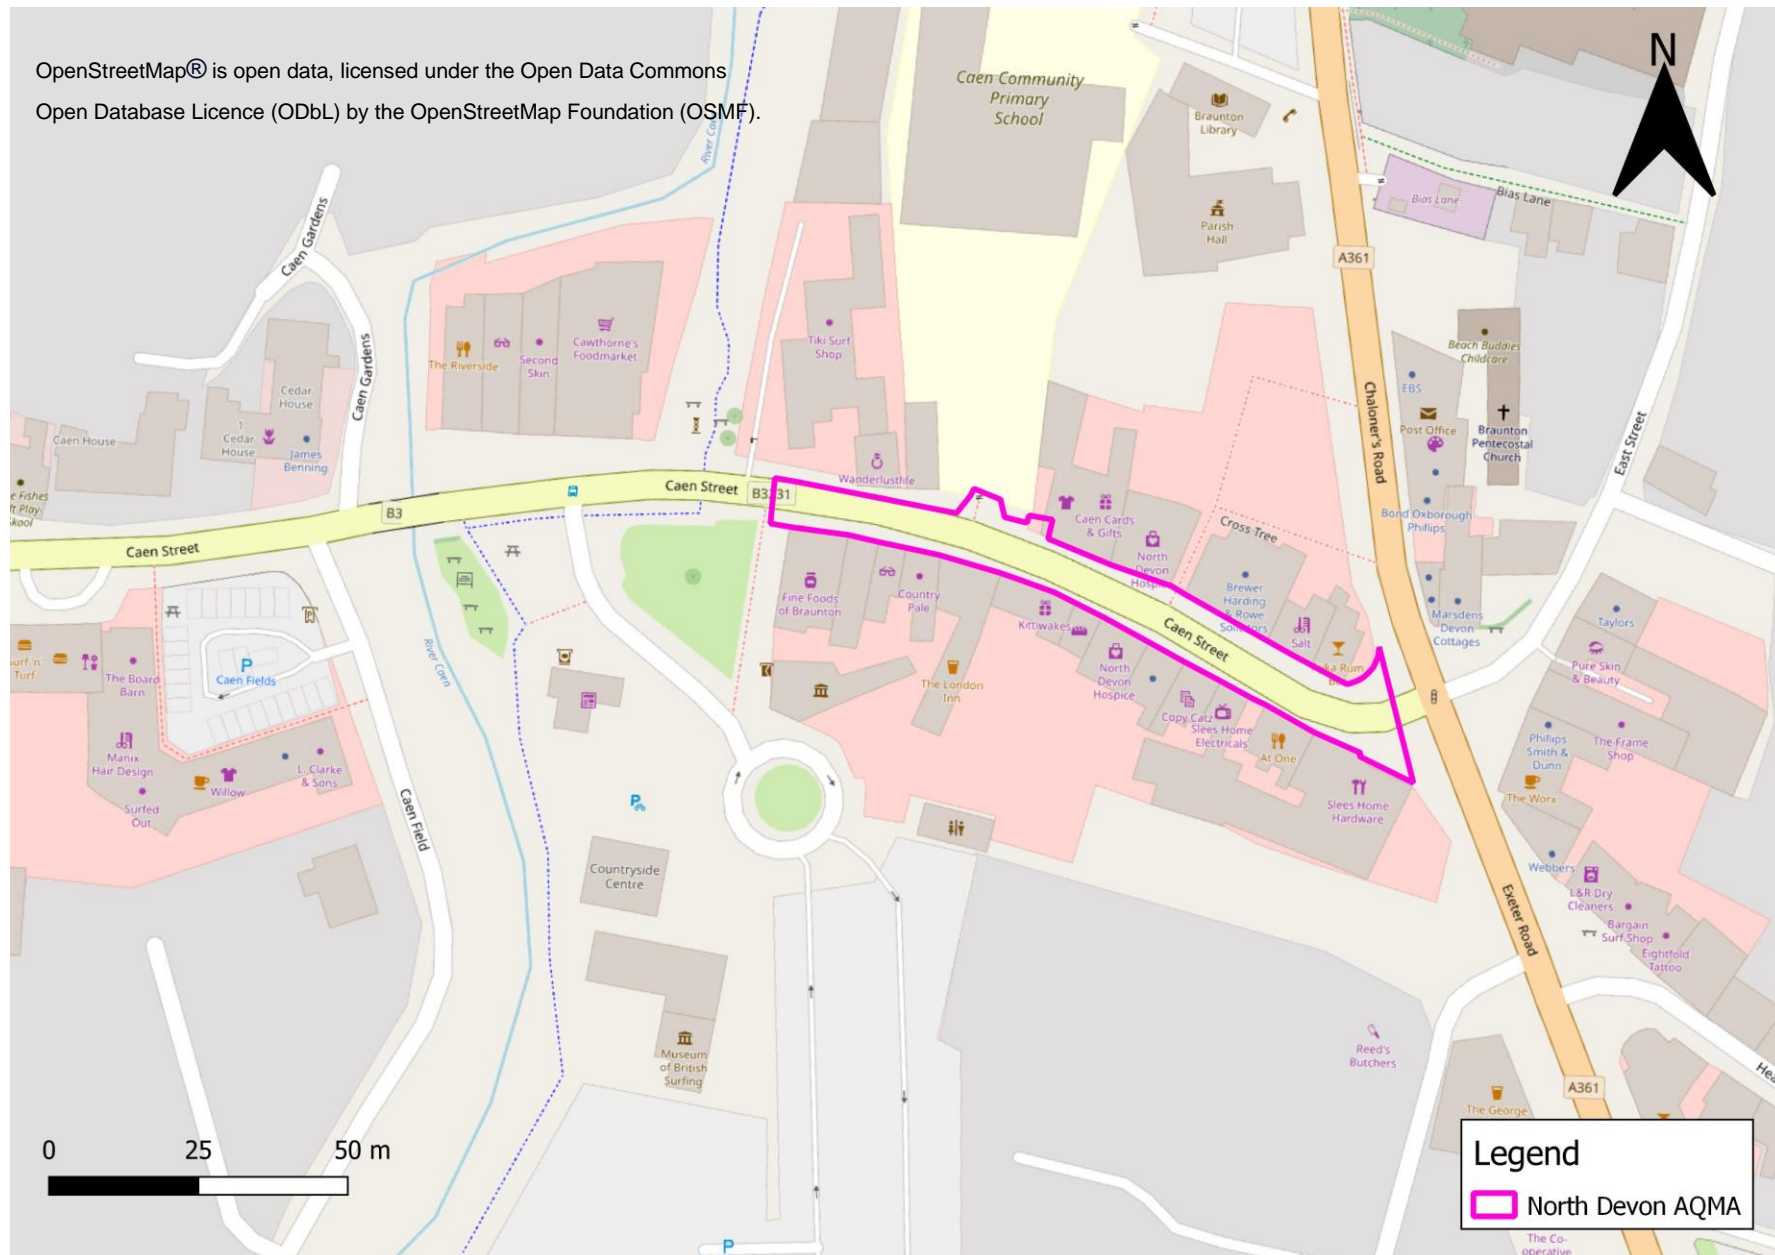 OpenStreetMap® is open data, licensed under the Open Data Commons
Open Database Licence (ODbL) by the OpenStreetMap Foundation (OSMF).
N
Caen Community
Primary
School
Braunton
Library
Parish
Hall
A361
Bias Lane
Bias Lane
River Caen
Caen Gardens
Caen Gardens
The Riverside
Second
Skin
Cawthorne's
Foodmarket
Tiki Surf
Shop
Wanderlustlife
Cedar
House
1
Cedar
House
James
Benning
Caen House
Beach Buddies
Childcare
EBS
Post Office
Braunton
Pentecostal
Church
Chaloner's Road
East Street
Bond Oxborough
Phillips
Caen Street
B3231
B3
Caen Street
Caen Cards
& Gifts
North
Devon
Cross Tree
Brewer
Harding
& Rowe
Salt
Marsdens
Devon
Cottages
Taylors
Pure Skin
& Beauty
Fine Foods
of Braunton
Country
Pale
Kittiwakes
North
Devon
Hospice
Caen Street
The London
Inn
Copy Catz
Slees Home
Electricals
At One
Slees Home
Hardware
Phillips
Smith &
Dunn
The Frame
Shop
The Worx
Webbers
L&R Dry
Cleaners
Bargain
Surf Shop
Eightfold
Tattoo
Exeter Road
P
Caen Fields
Turf
The Board
Barn
Manix
Hair Design
Surfed
Out
Willow
L. Clarke
& Sons
Caen Field
River Caen
P
Countryside
Centre
Museum
of British
Surfing
Reed's
Butchers
A361
The George
The Co-
operative
P
0 25 50 m
Legend
North Devon AQMA